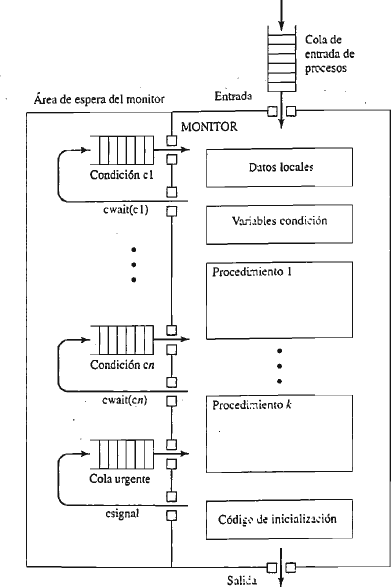 Cola de
entrada de
procesos
Área de espera del monitor
Entrada
MONITOR
Condición c1
cwait(c1)
Datos locales
Variables condición
Procedimiento 1
Condición cn
cwait(cn)
Procedimiento k
Cola urgente
csignal
Código de inicialización
Salida